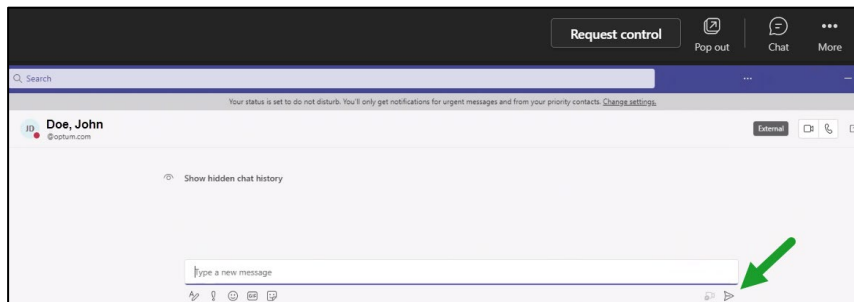 Request control
Pop out
Chat
More
Search
Your status is set to do not disturb. You'll only get notifications for urgent messages and from your priority contacts. Change settings.
JD
Doe, John
@optum.com
External
Show hidden chat history
Type a new message
GIF